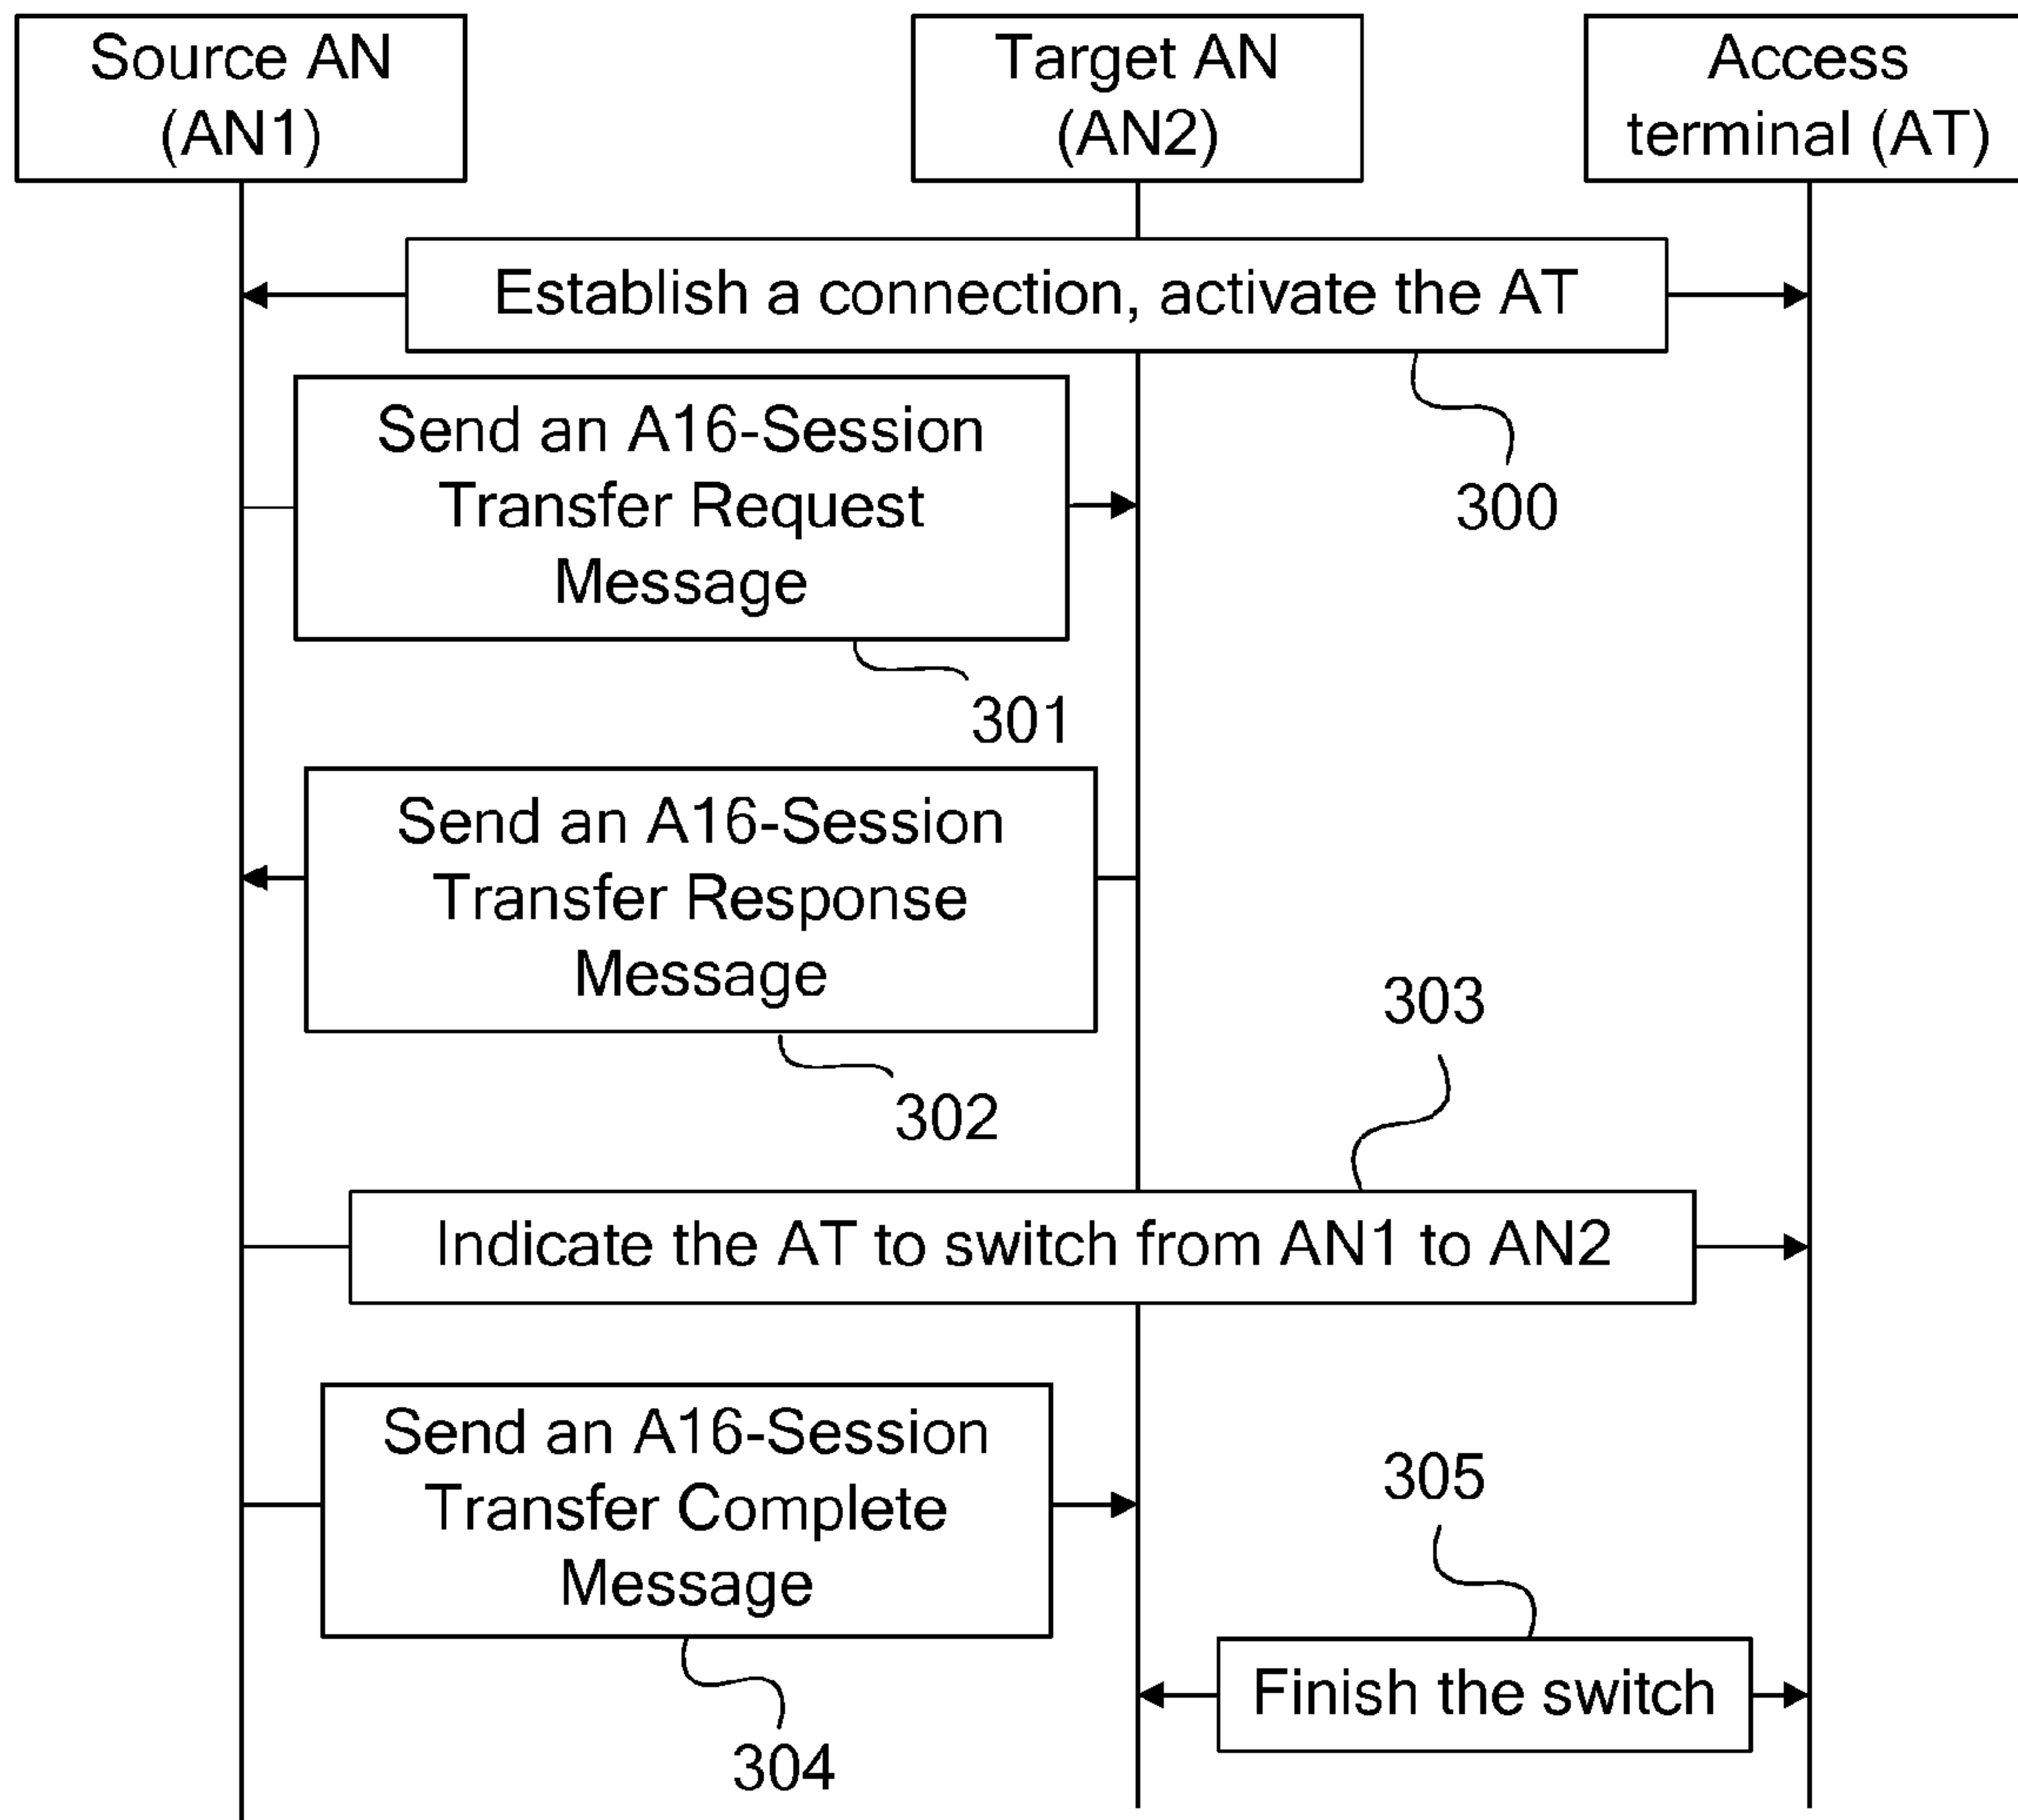 Source AN
(AN1)
Target AN
(AN2)
Access
terminal (AT)
Establish a connection, activate the AT
300
Send an A16-Session
Transfer Request
Message
301
Send an A16-Session
Transfer Response
Message
302
303
Indicate the AT to switch from AN1 to AN2
Send an A16-Session
Transfer Complete
Message
304
305
Finish the switch